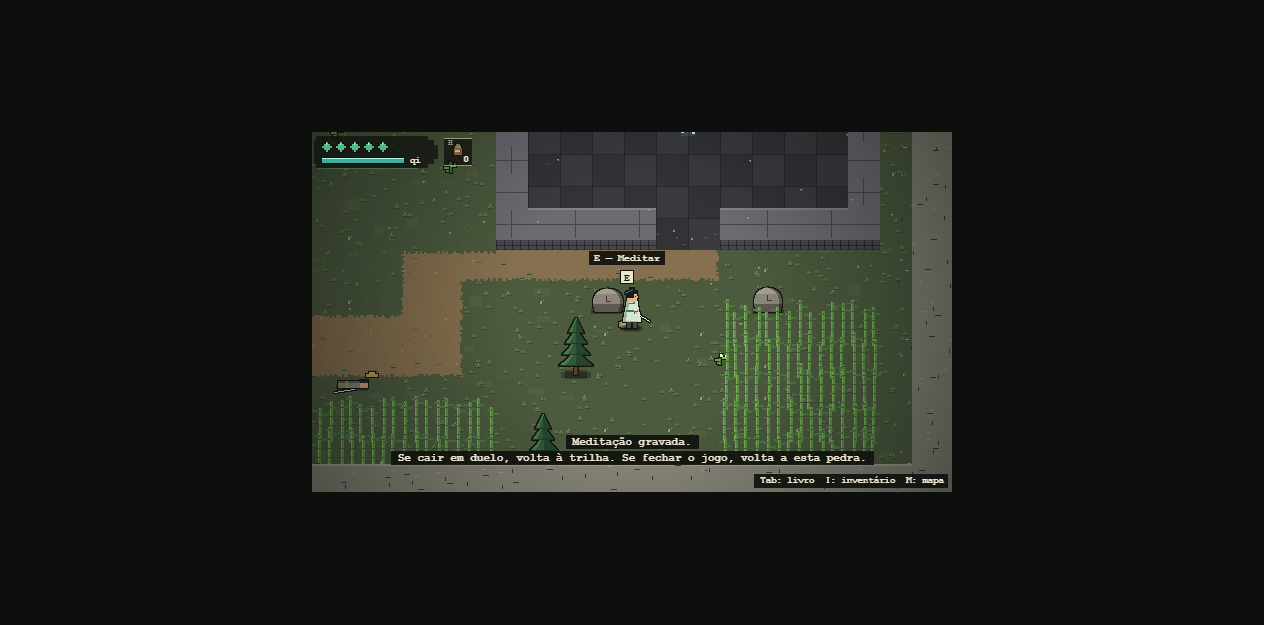 qi
0
E — Meditar
E
Meditação gravada.
Se cair em duelo, volta à trilha. Se fechar o jogo, volta a esta pedra.
Tab: livro  I: inventário  M: mapa